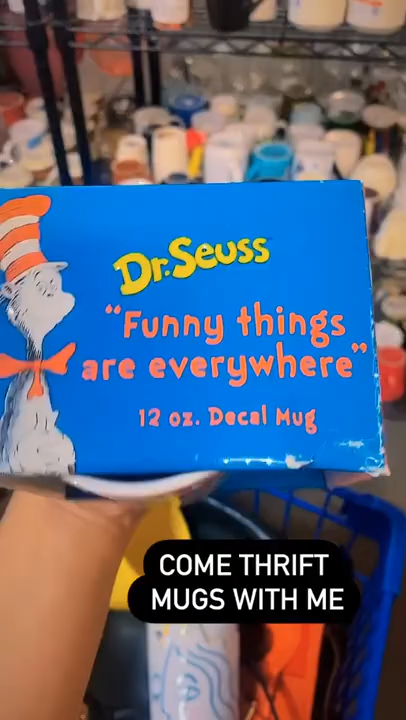 Dr. Seuss
"Funny things
are everywhere"
12 oz. Decal Mug
COME THRIFT
MUGS WITH ME